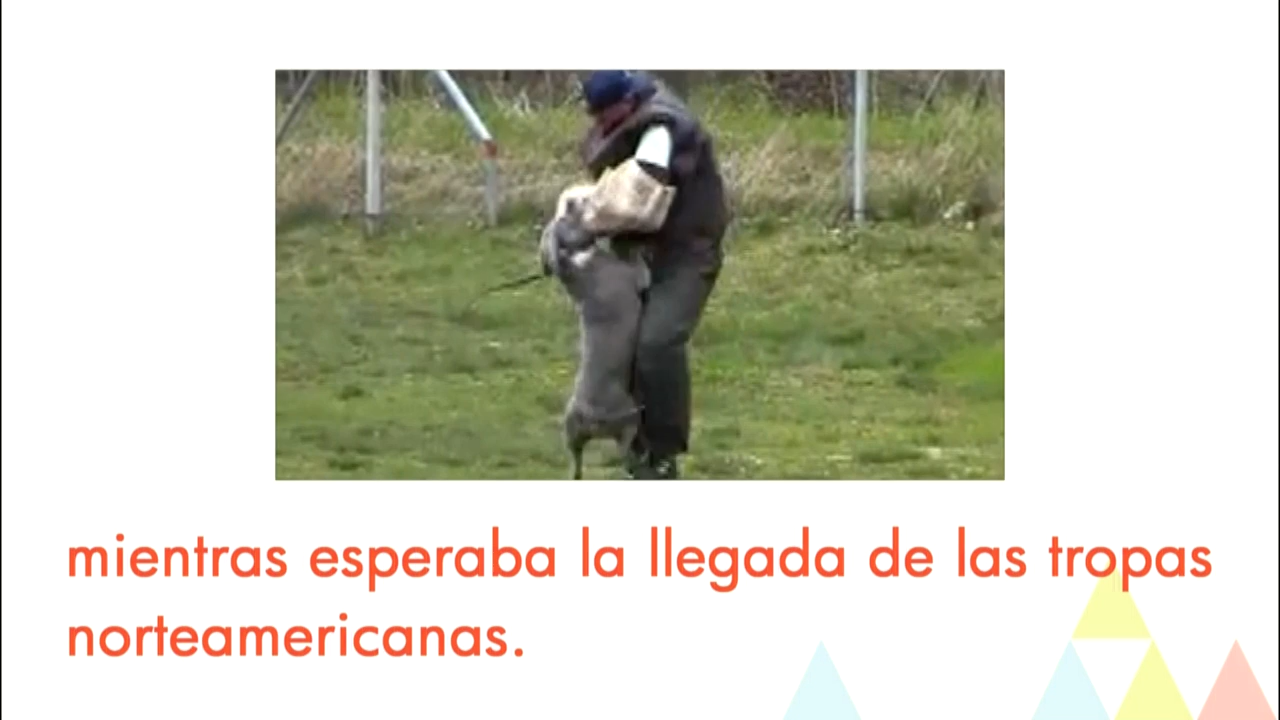 mientras esperaba la llegada de las tropas
norteamericanas.